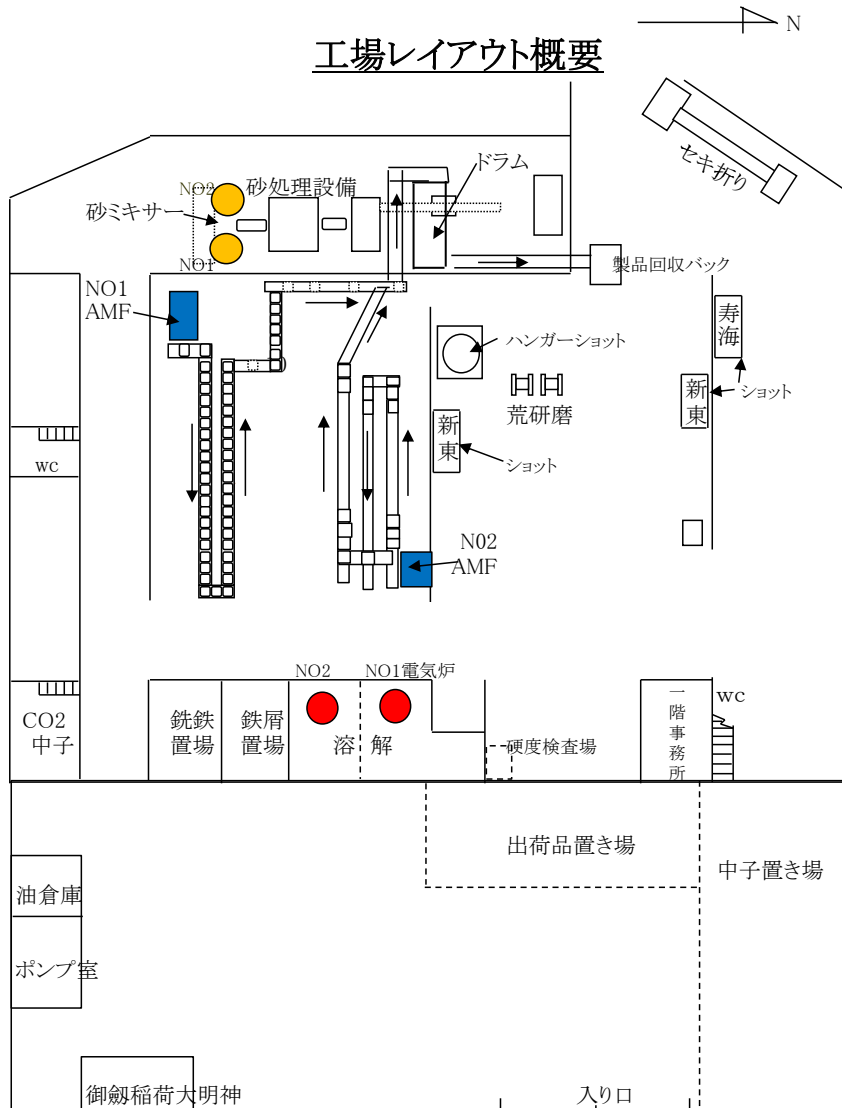 N
工場レイアウト概要
セキ折り
ドラム
NO2
砂処理設備
砂ミキサー
NO1
製品回収バック
NO1
AMF
寿海
ハンガーショット
新東
ショット
荒研磨
新東
ショット
wc
N02
AMF
NO2
NO1電気炉
CO2
中子
銑鉄
置場
鉄屑
置場
溶 解
硬度検査場
一階事務所
wc
出荷品置き場
中子置き場
油倉庫
ポンプ室
御劔稲荷大明神
入り口